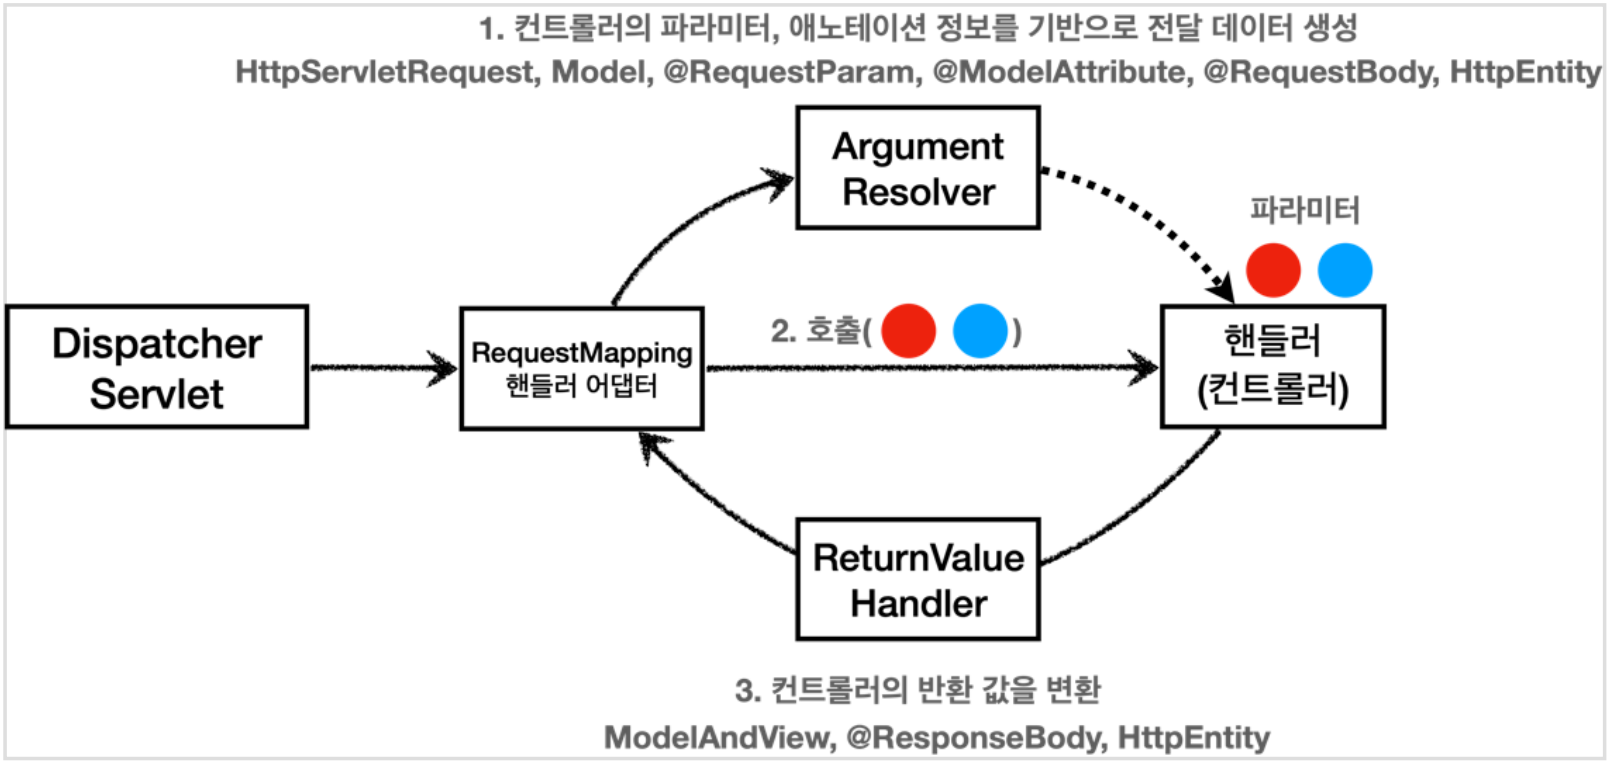 1. 컨트롤러의 파라미터, 애노테이션 정보를 기반으로 전달 데이터 생성
HttpServletRequest, Model, @RequestParam, @ModelAttribute, @RequestBody, HttpEntity
Argument
Resolver
파라미터
Dispatcher
Servlet
RequestMapping
핸들러 어댑터
2. 호출( )
핸들러
(컨트롤러)
ReturnValue
Handler
3. 컨트롤러의 반환 값을 변환
ModelAndView, @ResponseBody, HttpEntity